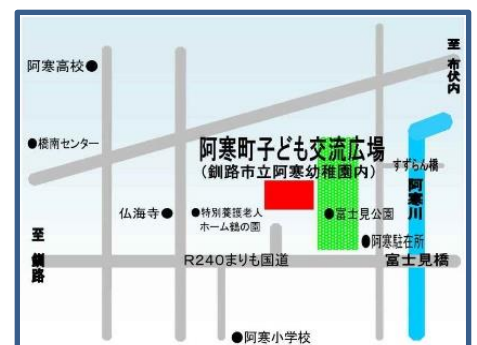 至 布伏内
阿寒高校●
●橋南センター
阿寒町子ども交流広場
(釧路市立阿寒幼稚園内)
すずらん橋
阿寒川
仏海寺●
●特別養護老人
ホーム鶴の園
●富士見公園
●阿寒駐在所
至 釧路
R240まりも国道
富士見橋
●阿寒小学校